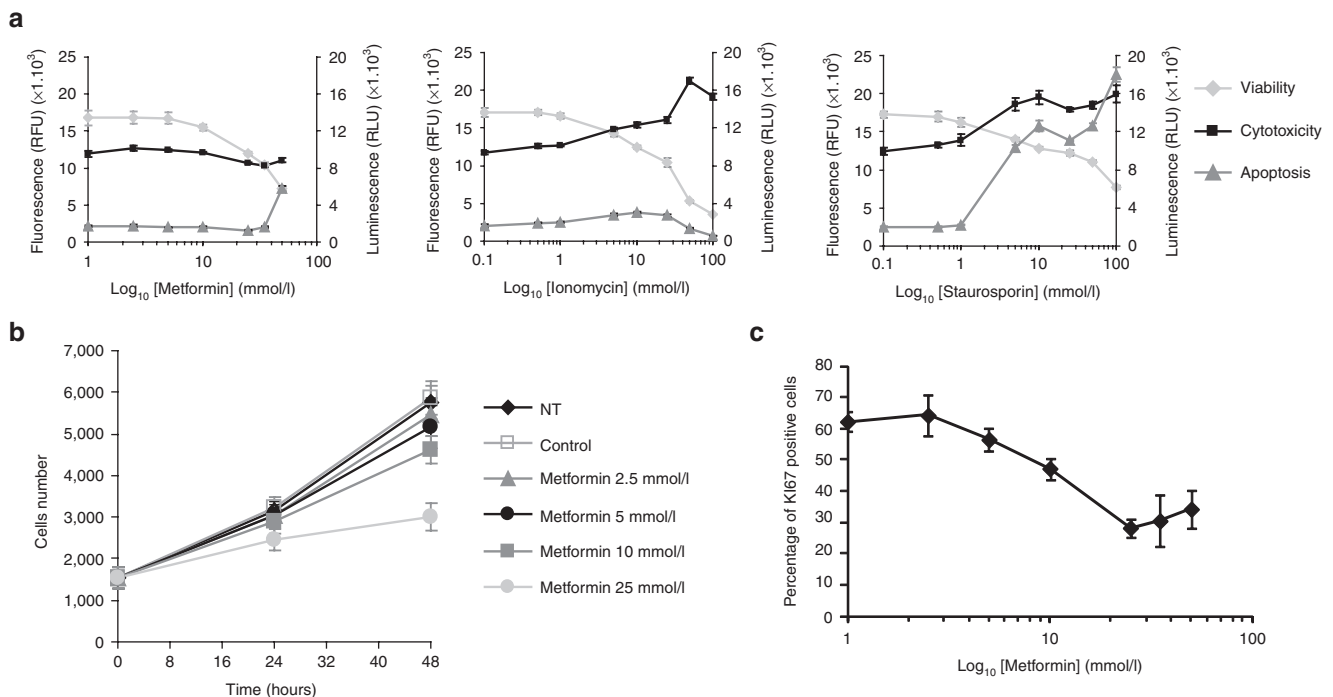 a
Fluorescence (RFU) (×1.10³)
25
20
15
10
5
0
1
10
100
20
16
12
8
4
0
Luminescence (RLU) (×1.10³)
Log₁₀ [Metformin] (mmol/l)
Fluorescence (RFU) (×1.10³)
25
20
15
10
5
0
0.1
1
10
100
20
16
12
8
4
0
Luminescence (RLU) (×1.10³)
Log₁₀ [Ionomycin] (mmol/l)
Fluorescence (RFU) (×1.10³)
25
20
15
10
5
0
0.1
1
10
100
20
16
12
8
4
0
Luminescence (RLU) (×1.10³)
Log₁₀ [Staurosporin] (mmol/l)
Viability
Cytotoxicity
Apoptosis
b
Cells number
7,000
6,000
5,000
4,000
3,000
2,000
1,000
0
0
8
16
24
32
40
48
Time (hours)
NT
Control
Metformin 2.5 mmol/l
Metformin 5 mmol/l
Metformin 10 mmol/l
Metformin 25 mmol/l
c
Percentage of KI67 positive cells
80
70
60
50
40
30
20
10
0
1
10
100
Log₁₀ [Metformin] (mmol/l)